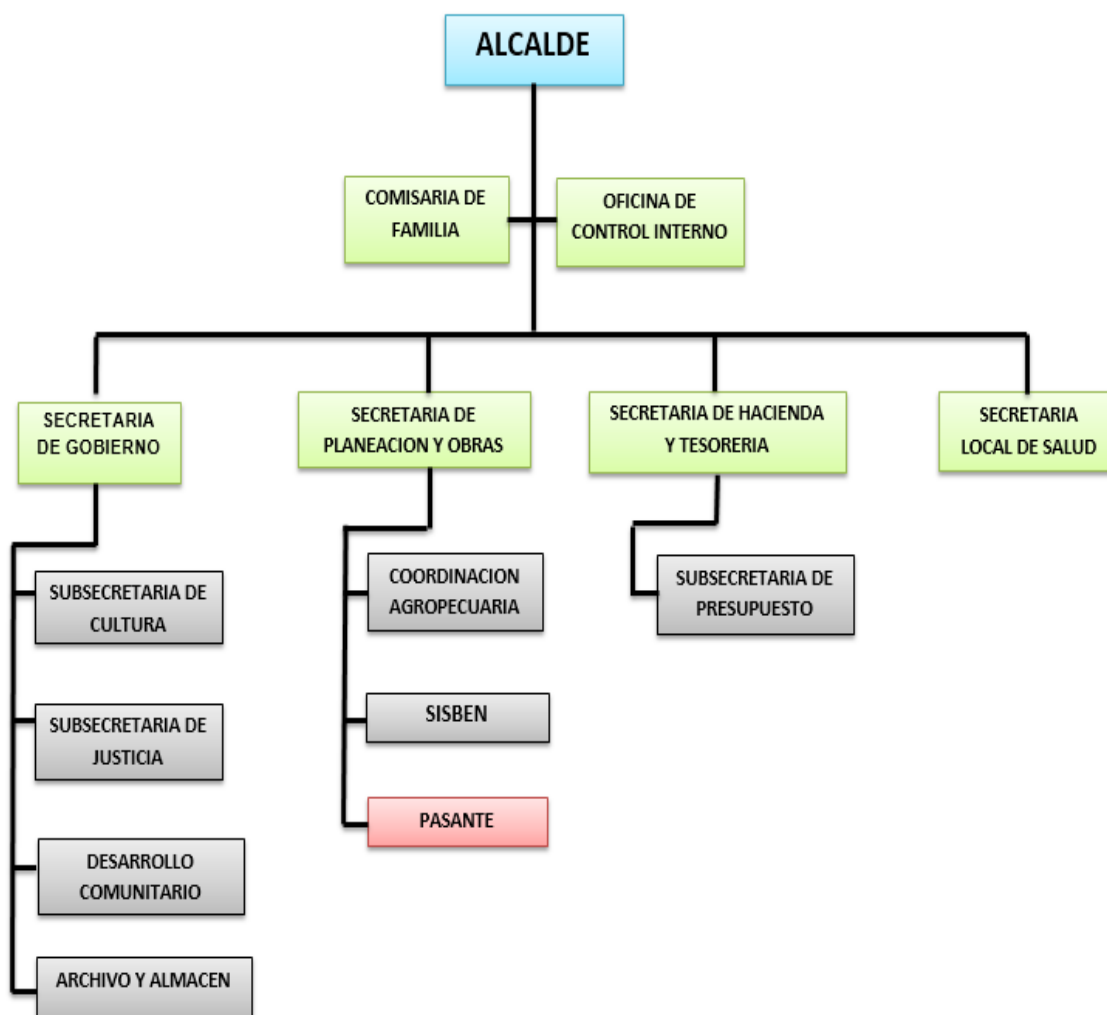 ALCALDE
COMISARIA DE
FAMILIA
OFICINA DE
CONTROL INTERNO
SECRETARIA
DE GOBIERNO
SECRETARIA DE
PLANEACION Y OBRAS
SECRETARIA DE HACIENDA
Y TESORERIA
SECRETARIA
LOCAL DE SALUD
SUBSECRETARIA DE
CULTURA
SUBSECRETARIA DE
JUSTICIA
DESARROLLO
COMUNITARIO
ARCHIVO Y ALMACEN
COORDINACION
AGROPECUARIA
SISBEN
PASANTE
SUBSECRETARIA DE
PRESUPUESTO